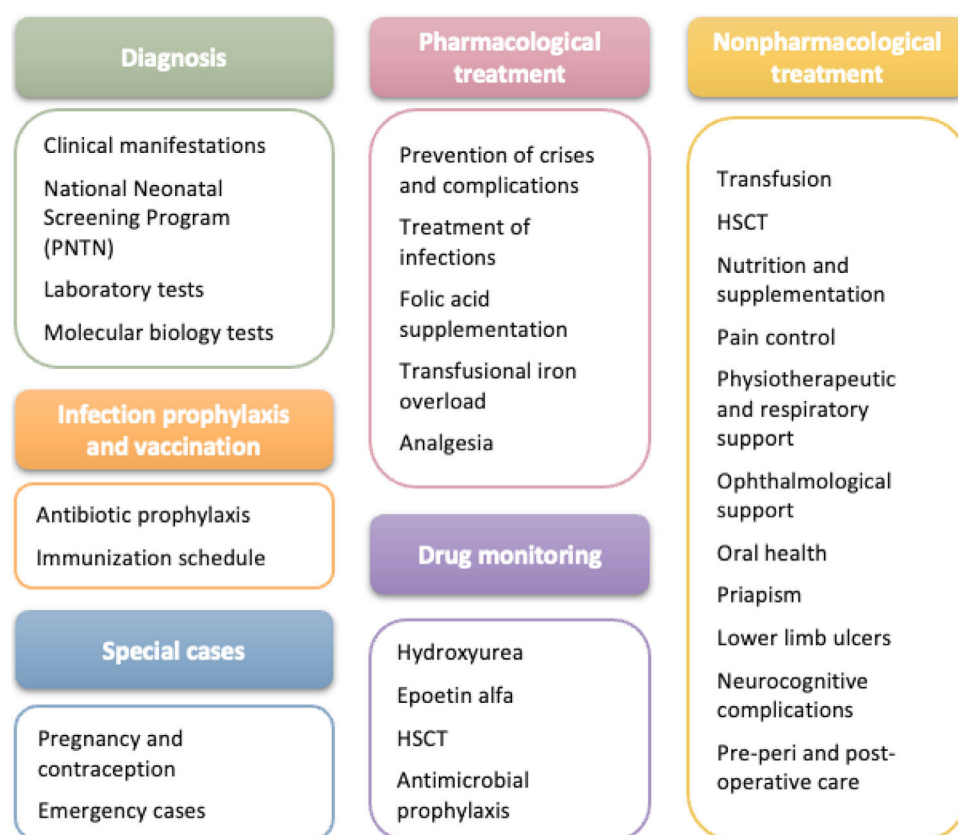 Diagnosis
Clinical manifestations
National Neonatal
Screening Program
(PNTN)
Laboratory tests
Molecular biology tests
Infection prophylaxis
and vaccination
Antibiotic prophylaxis
Immunization schedule
Special cases
Pregnancy and
contraception
Emergency cases
Pharmacological
treatment
Prevention of crises
and complications
Treatment of
infections
Folic acid
supplementation
Transfusional iron
overload
Analgesia
Drug monitoring
Hydroxyurea
Epoetin alfa
HSCT
Antimicrobial
prophylaxis
Nonpharmacological
treatment
Transfusion
HSCT
Nutrition and
supplementation
Pain control
Physiotherapeutic
and respiratory
support
Ophthalmological
support
Oral health
Priapism
Lower limb ulcers
Neurocognitive
complications
Pre-peri and post-
operative care